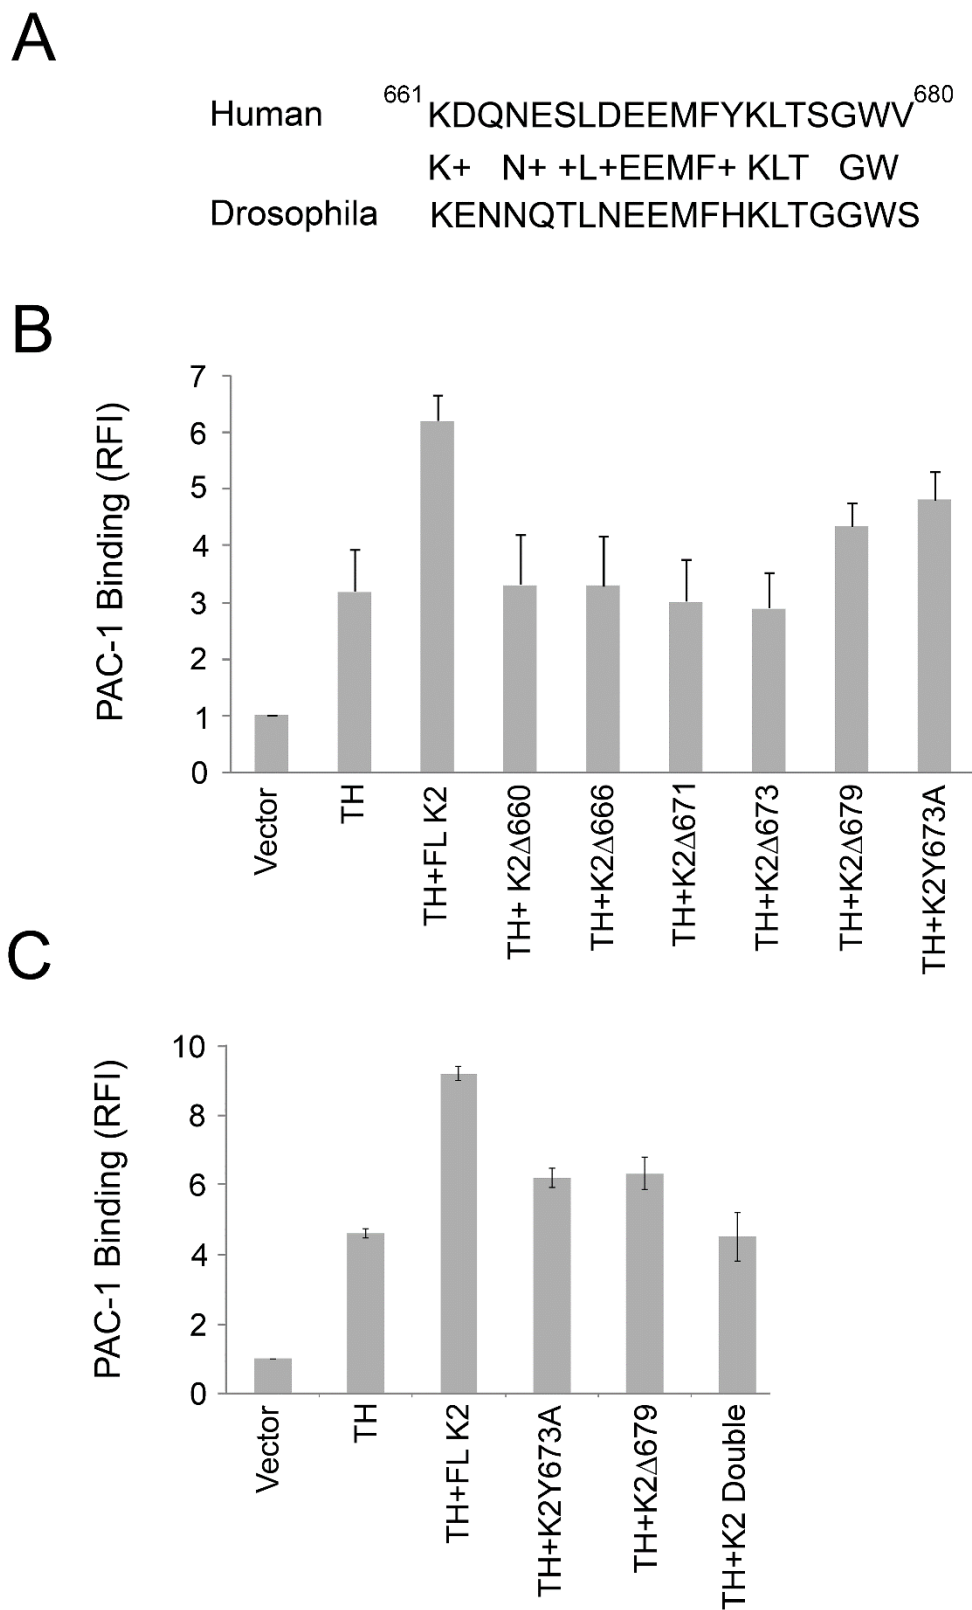 A
661 KDQNESLDEEMFYKLTSGWV 680
Human
K+ N+ +L+EEMF+ KLT GW
Drosophila KENNQTLNEEMFHKLTGGWS
B
PAC-1 Binding (RFI)
7
6
5
4
3
2
1
0
Vector
TH
TH+FL K2
TH+ K2Δ660
TH+K2Δ666
TH+K2Δ671
TH+K2Δ673
TH+K2Δ679
TH+K2Y673A
C
PAC-1 Binding (RFI)
10
8
6
4
2
0
Vector
TH
TH+FL K2
TH+K2Y673A
TH+K2Δ679
TH+K2 Double